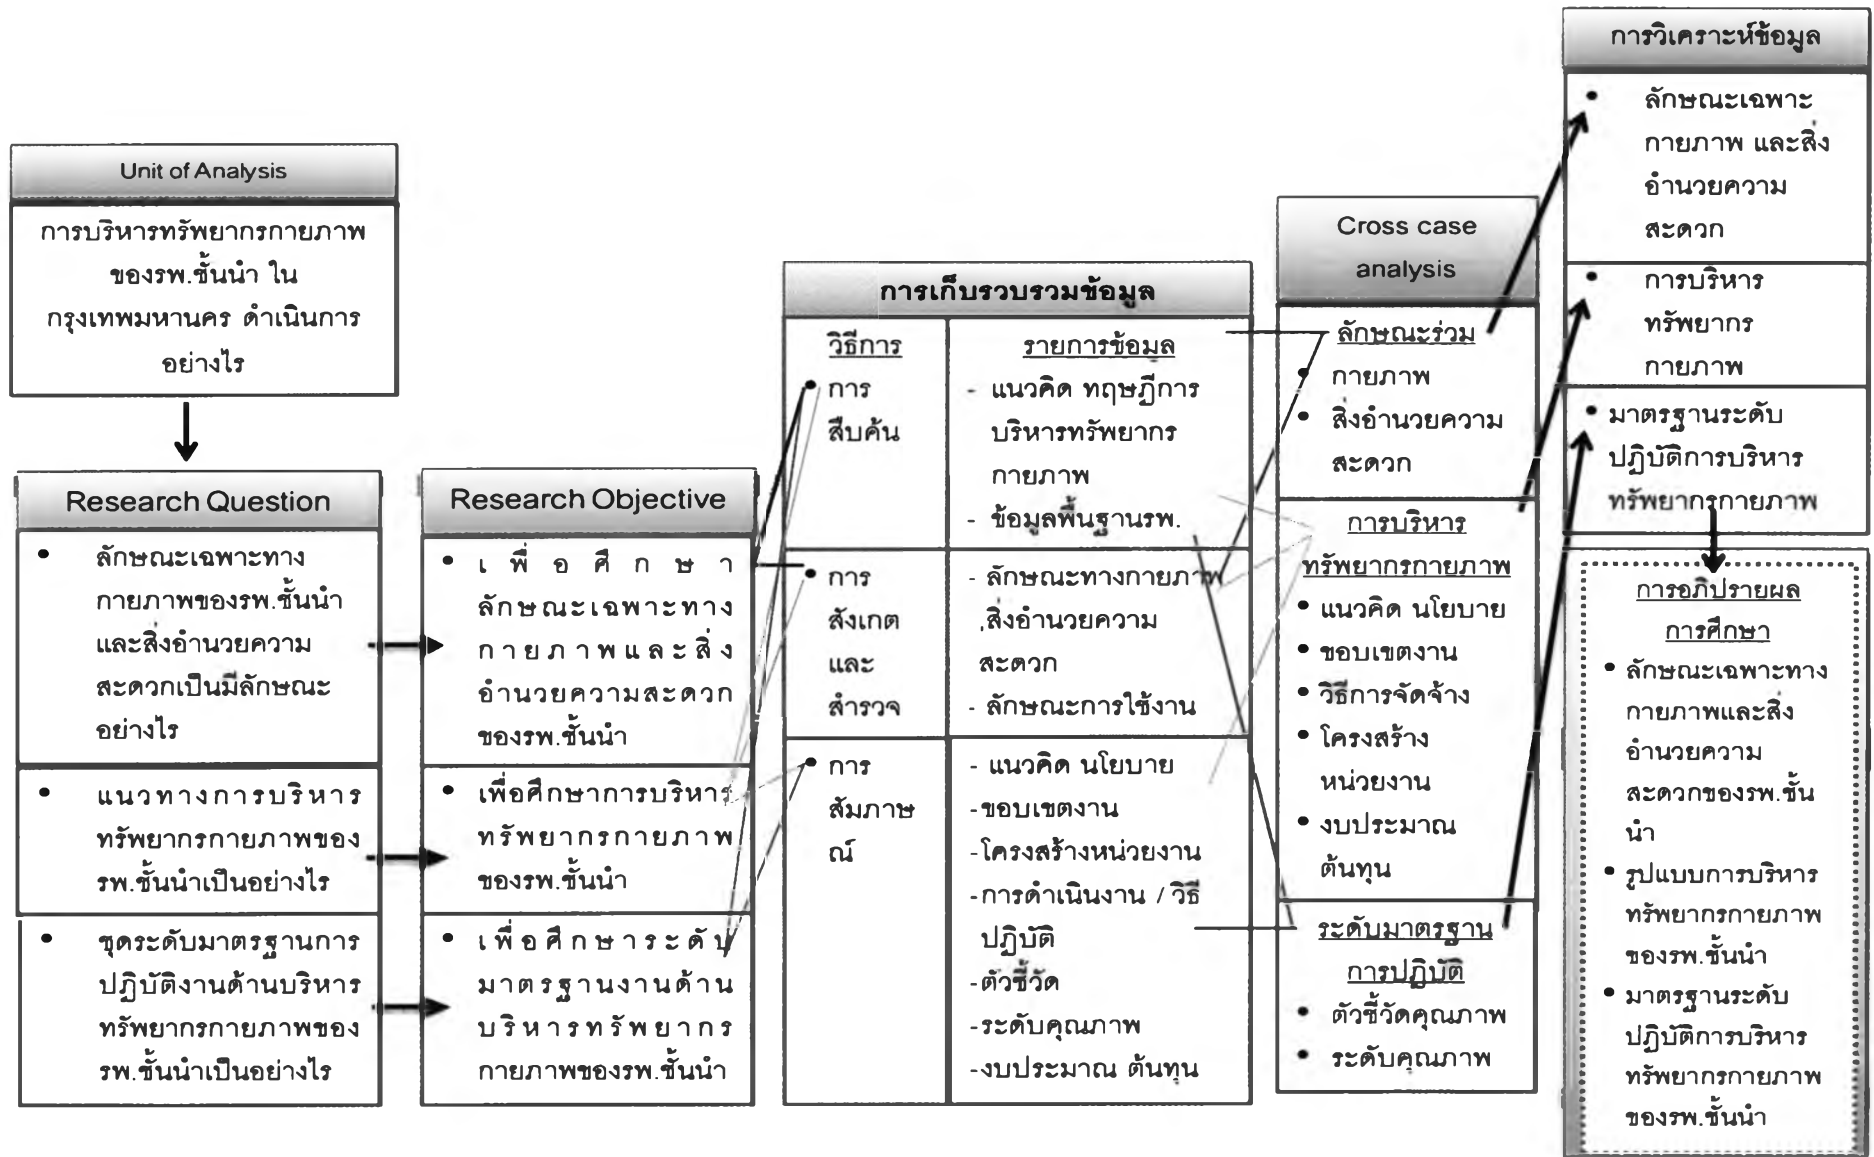 Unit of Analysis
การบริหารทรัพยากรกายภาพ
ของรพ.ชั้นนำ ใน
กรุงเทพมหานคร ดำเนินการ
อย่างไร
Research Question
• ลักษณะเฉพาะทาง
กายภาพของรพ.ชั้นนำ
และสิ่งอำนวยความ
สะดวกเป็นมีลักษณะ
อย่างไร
• แนวทางการบริหาร
ทรัพยากรกายภาพของ
รพ.ชั้นนำเป็นอย่างไร
• ชุดระดับมาตรฐานการ
ปฏิบัติงานด้านบริหาร
ทรัพยากรกายภาพของ
รพ.ชั้นนำเป็นอย่างไร
Research Objective
• เพื่อศึกษา
ลักษณะเฉพาะทาง
กายภาพและสิ่ง
อำนวยความสะดวก
ของรพ.ชั้นนำ
• เพื่อศึกษาการบริหาร
ทรัพยากรกายภาพ
ของรพ.ชั้นนำ
• เพื่อศึกษาระดับ
มาตรฐานงานด้าน
บริหารทรัพยากร
กายภาพของรพ.ชั้นนำ
การเก็บรวบรวมข้อมูล
วิธีการ
• การ
สืบค้น
รายการข้อมูล
- แนวคิด ทฤษฎีการ
บริหารทรัพยากร
กายภาพ
- ข้อมูลพื้นฐานรพ.
• การ
สังเกต
และ
สำรวจ
- ลักษณะทางกายภาพ
,สิ่งอำนวยความ
สะดวก
- ลักษณะการใช้งาน
• การ
สัมภาษ
ณ์
- แนวคิด นโยบาย
-ขอบเขตงาน
-โครงสร้างหน่วยงาน
-การดำเนินงาน / วิธี
ปฏิบัติ
-ตัวชี้วัด
-ระดับคุณภาพ
-งบประมาณ ต้นทุน
Cross case
analysis
ลักษณะร่วม
• กายภาพ
• สิ่งอำนวยความ
สะดวก
การบริหาร
ทรัพยากรกายภาพ
• แนวคิด นโยบาย
• ขอบเขตงาน
• วิธีการจัดจ้าง
• โครงสร้าง
หน่วยงาน
• งบประมาณ
ต้นทุน
ระดับมาตรฐาน
การปฏิบัติ
• ตัวชี้วัดคุณภาพ
• ระดับคุณภาพ
การวิเคราะห์ข้อมูล
• ลักษณะเฉพาะ
กายภาพ และสิ่ง
อำนวยความ
สะดวก
• การบริหาร
ทรัพยากร
กายภาพ
• มาตรฐานระดับ
ปฏิบัติการบริหาร
ทรัพยากรกายภาพ
การอภิปรายผล
การศึกษา
• ลักษณะเฉพาะทาง
กายภาพและสิ่ง
อำนวยความ
สะดวกของรพ.ชั้น
นำ
• รูปแบบการบริหาร
ทรัพยากรกายภาพ
ของรพ.ชั้นนำ
• มาตรฐานระดับ
ปฏิบัติการบริหาร
ทรัพยากรกายภาพ
ของรพ.ชั้นนำ